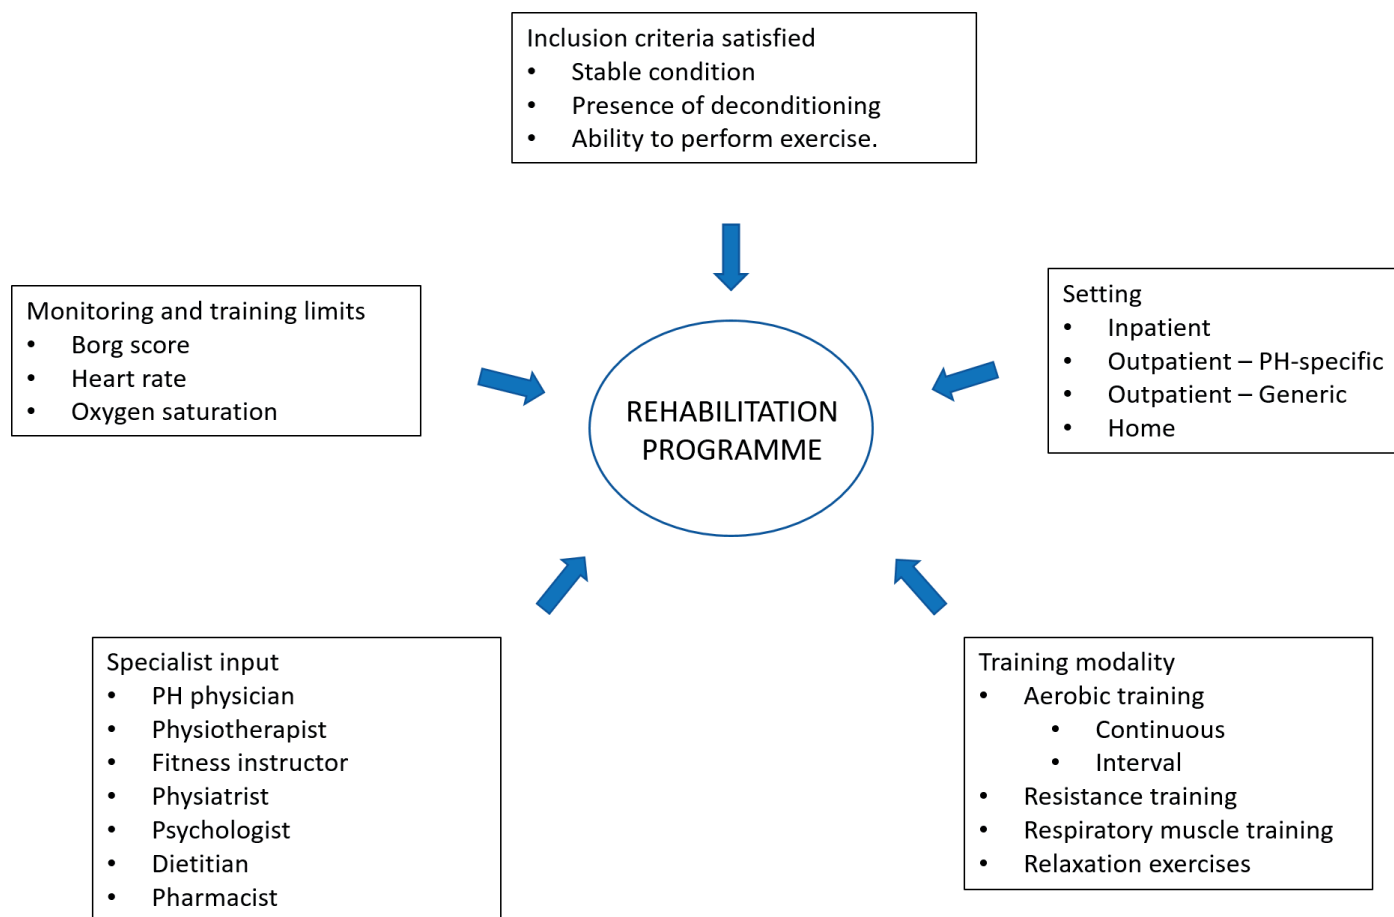 Inclusion criteria satisfied
• Stable condition
• Presence of deconditioning
• Ability to perform exercise.
Monitoring and training limits
• Borg score
• Heart rate
• Oxygen saturation
Setting
• Inpatient
• Outpatient – PH-specific
• Outpatient – Generic
• Home
REHABILITATION
PROGRAMME
Specialist input
• PH physician
• Physiotherapist
• Fitness instructor
• Physiatrist
• Psychologist
• Dietitian
• Pharmacist
Training modality
• Aerobic training
• Continuous
• Interval
• Resistance training
• Respiratory muscle training
• Relaxation exercises